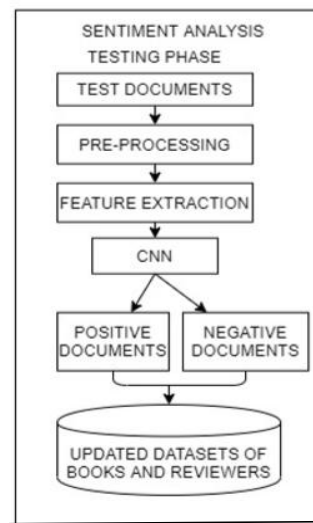 SENTIMENT ANALYSIS
TESTING PHASE
TEST DOCUMENTS
PRE-PROCESSING
FEATURE EXTRACTION
CNN
POSITIVE
DOCUMENTS
NEGATIVE
DOCUMENTS
UPDATED DATASETS OF
BOOKS AND REVIEWERS